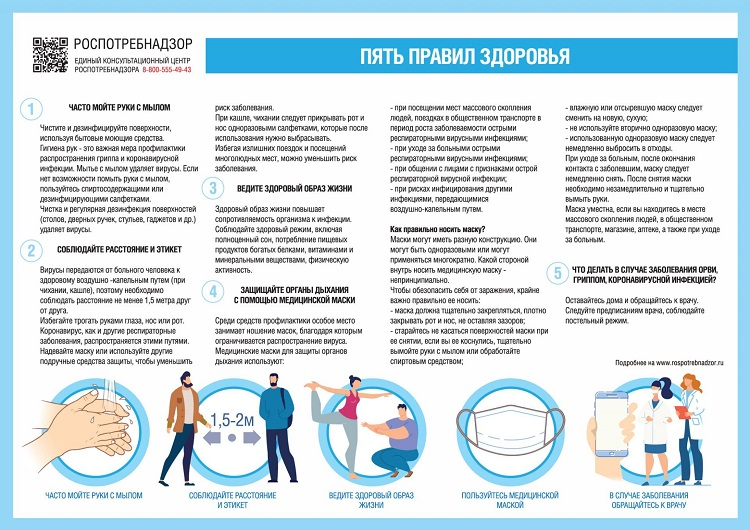 РОСПОТРЕБНАДЗОР
ЕДИНЫЙ КОНСУЛЬТАЦИОННЫЙ ЦЕНТР
РОСПОТРЕБНАДЗОРА 8-800-555-49-43
ПЯТЬ ПРАВИЛ ЗДОРОВЬЯ
1
ЧАСТО МОЙТЕ РУКИ С МЫЛОМ
Чистите и дезинфицируйте поверхности,
используя бытовые моющие средства.
Гигиена рук - это важная мера профилактики
распространения гриппа и коронавирусной
инфекции. Мытье с мылом удаляет вирусы. Если
нет возможности помыть руки с мылом,
пользуйтесь спиртосодержащими или
дезинфицирующими салфетками.
Чистка и регулярная дезинфекция поверхностей
(столов, дверных ручек, стульев, гаджетов и др.)
удаляет вирусы.
2
СОБЛЮДАЙТЕ РАССТОЯНИЕ И ЭТИКЕТ
Вирусы передаются от больного человека к
здоровому воздушно -капельным путем (при
чихании, кашле), поэтому необходимо
соблюдать расстояние не менее 1,5 метра друг
от друга.
Избегайте трогать руками глаза, нос или рот.
Коронавирус, как и другие респираторные
заболевания, распространяется этими путями.
Надевайте маску или используйте другие
подручные средства защиты, чтобы уменьшить
риск заболевания.
При кашле, чихании следует прикрывать рот и
нос одноразовыми салфетками, которые после
использования нужно выбрасывать.
Избегая излишних поездок и посещений
многолюдных мест, можно уменьшить риск
заболевания.
3
ВЕДИТЕ ЗДОРОВЫЙ ОБРАЗ ЖИЗНИ
Здоровый образ жизни повышает
сопротивляемость организма к инфекции.
Соблюдайте здоровый режим, включая
полноценный сон, потребление пищевых
продуктов богатых белками, витаминами и
минеральными веществами, физическую
активность.
4
ЗАЩИЩАЙТЕ ОРГАНЫ ДЫХАНИЯ
С ПОМОЩЬЮ МЕДИЦИНСКОЙ МАСКИ
Среди средств профилактики особое место
занимает ношение масок, благодаря которым
ограничивается распространение вируса.
Медицинские маски для защиты органов
дыхания используют:
- при посещении мест массового скопления
людей, поездках в общественном транспорте в
период роста заболеваемости острыми
респираторными вирусными инфекциями;
- при уходе за больными острыми
респираторными вирусными инфекциями;
- при общении с лицами с признаками острой
респираторной вирусной инфекции;
- при рисках инфицирования другими
инфекциями, передающимися
воздушно-капельным путем.
Как правильно носить маску?
Маски могут иметь разную конструкцию. Они
могут быть одноразовыми или могут
применяться многократно. Какой стороной
внутрь носить медицинскую маску -
непринципиально.
Чтобы обезопасить себя от заражения, крайне
важно правильно ее носить:
- маска должна тщательно закрепляться, плотно
закрывать рот и нос, не оставляя зазоров;
- старайтесь не касаться поверхностей маски при
ее снятии, если вы ее коснулись, тщательно
вымойте руки с мылом или обработайте
спиртовым средством;
- влажную или отсыревшую маску следует
сменить на новую, сухую;
- не используйте вторично одноразовую маску;
- использованную одноразовую маску следует
немедленно выбросить в отходы.
При уходе за больным, после окончания
контакта с заболевшим, маску следует
немедленно снять. После снятия маски
необходимо незамедлительно и тщательно
вымыть руки.
Маска уместна, если вы находитесь в месте
массового скопления людей, в общественном
транспорте, магазине, аптеке, а также при уходе
за больным.
5
ЧТО ДЕЛАТЬ В СЛУЧАЕ ЗАБОЛЕВАНИЯ ОРВИ,
ГРИППОМ, КОРОНАВИРУСНОЙ ИНФЕКЦИЕЙ?
Оставайтесь дома и обращайтесь к врачу.
Следуйте предписаниям врача, соблюдайте
постельный режим.
Подробнее на www.rospotrebnadzor.ru
1,5-2м
ЧАСТО МОЙТЕ РУКИ С МЫЛОМ
СОБЛЮДАЙТЕ РАССТОЯНИЕ
И ЭТИКЕТ
ВЕДИТЕ ЗДОРОВЫЙ ОБРАЗ
ЖИЗНИ
ПОЛЬЗУЙТЕСЬ МЕДИЦИНСКОЙ
МАСКОЙ
В СЛУЧАЕ ЗАБОЛЕВАНИЯ
ОБРАЩАЙТЕСЬ К ВРАЧУ